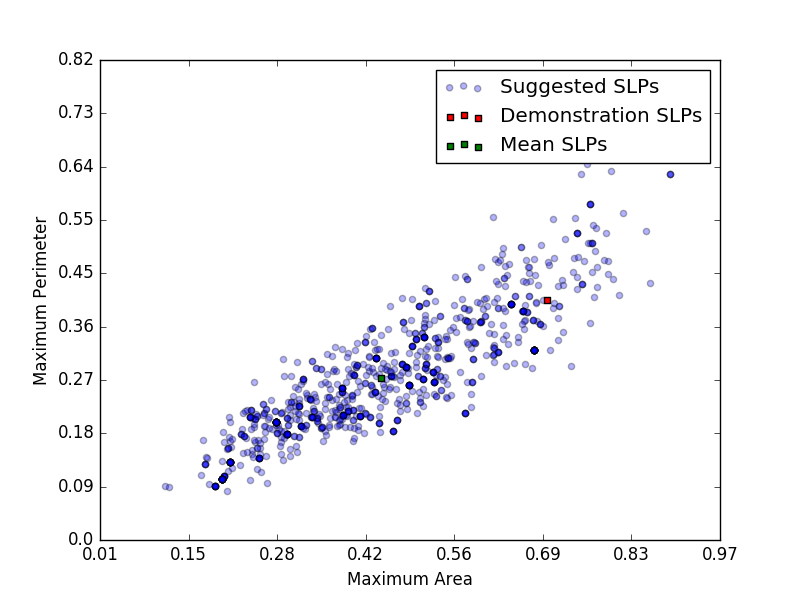 0.82
0.73
0.64
0.55
0.45
0.36
0.27
0.18
0.09
0.0
Maximum Perimeter
Suggested SLPs
Demonstration SLPs
Mean SLPs
0.01 0.15 0.28 0.42 0.56 0.69 0.83 0.97
Maximum Area